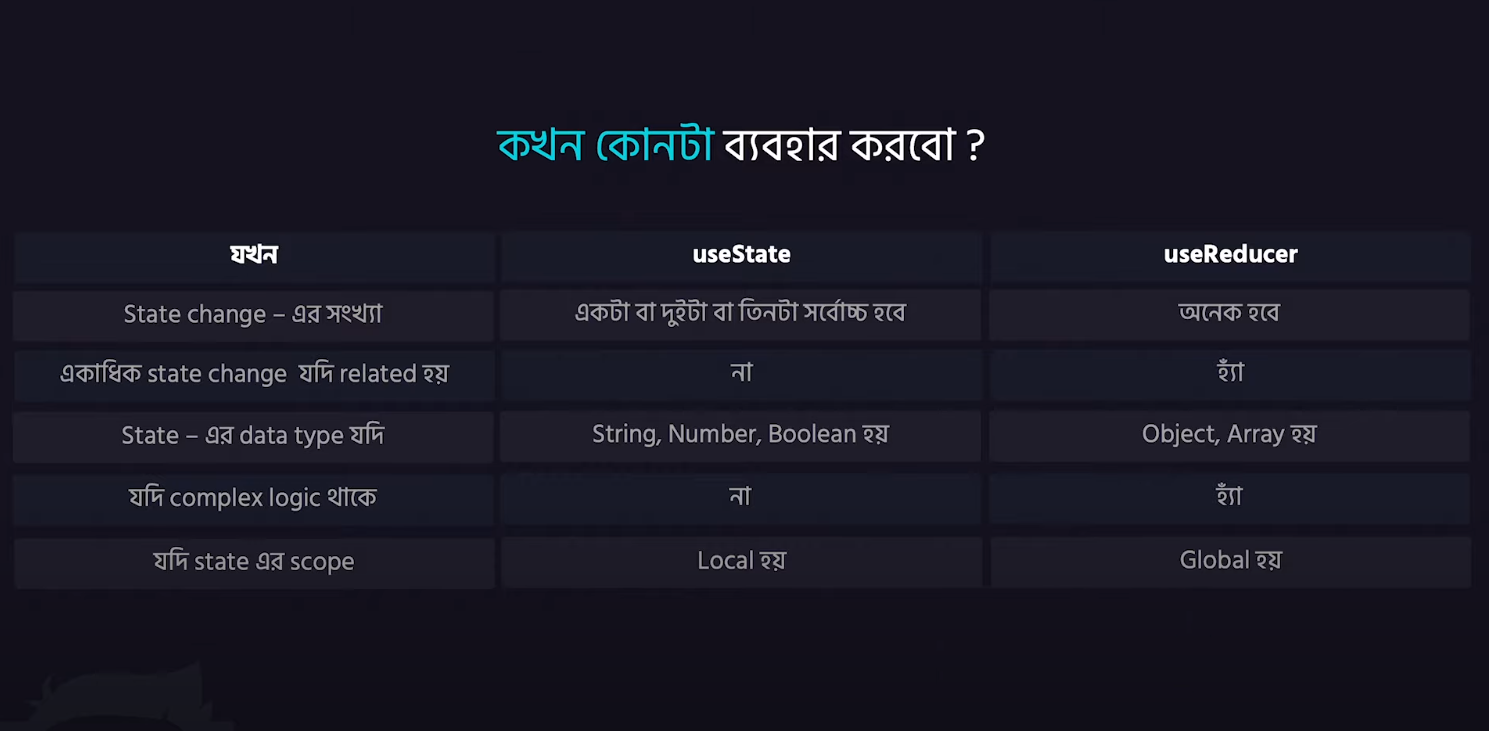 কখন কোনটা ব্যবহার করবো ?
যখন useState useReducer
State change – এর সংখ্যা একটা বা দুইটা বা তিনটা সর্বোচ্চ হবে অনেক হবে
একাধিক state change যদি related হয় না হ্যাঁ
State – এর data type যদি String, Number, Boolean হয় Object, Array হয়
যদি complex logic থাকে না হ্যাঁ
যদি state এর scope Local হয় Global হয়